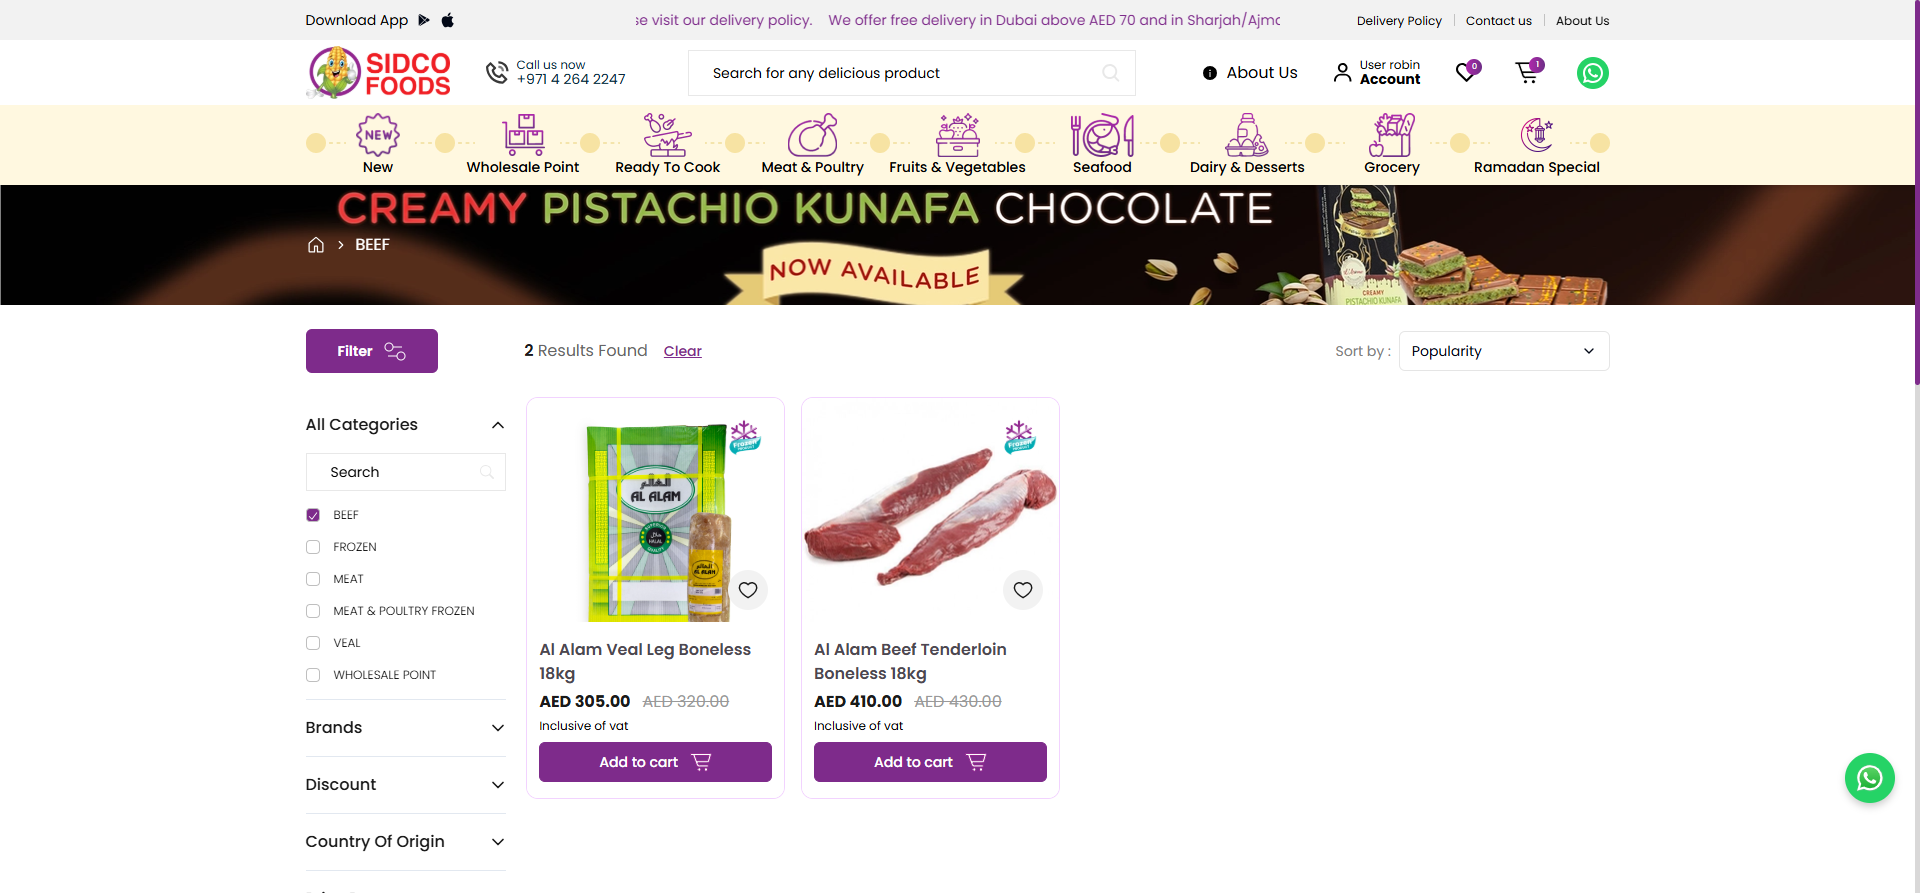 Download App
visit our delivery policy. We offer free delivery in Dubai above AED 70 and in
Delivery Policy
Contact us
About Us
SIDCO
FOODS
Call us now
+971 4 264 2247
Search for any delicious product
About Us
User robin
Account
0
1
NEW
New
Wholesale Point
Ready To Cook
Meat & Poultry
Fruits & Vegetables
Seafood
Dairy & Desserts
Grocery
Ramadan Special
CREAMY PISTACHIO KUNAFA CHOCOLATE
BEEF
NOW AVAILABLE
CREAMY
PISTACHIO KUNAFA
Filter
2 Results Found
Clear
Sort by :
Popularity
All Categories
Search
BEEF
FROZEN
MEAT
MEAT & POULTRY FROZEN
VEAL
WHOLESALE POINT
Brands
Discount
Country Of Origin
Frozen
العالم
AL ALAM
HALAL
AL ALAM
Al Alam Veal Leg Boneless
18kg
AED 305.00 AED 320.00
Inclusive of vat
Add to cart
Frozen
Al Alam Beef Tenderloin
Boneless 18kg
AED 410.00 AED 430.00
Inclusive of vat
Add to cart